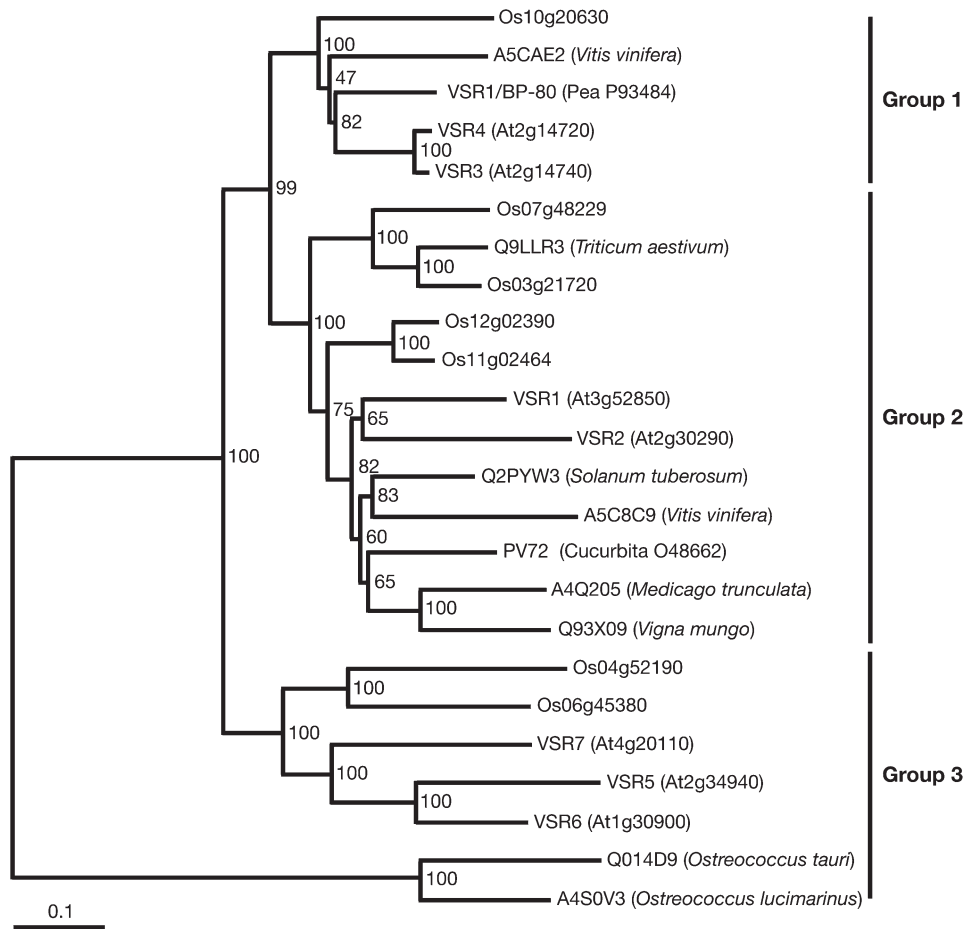 Os10g20630
100
A5CAE2 (Vitis vinifera)
47
VSR1/BP-80 (Pea P93484)
Group 1
82
VSR4 (At2g14720)
100
VSR3 (At2g14740)
99
Os07g48229
100
Q9LLR3 (Triticum aestivum)
100
Os03g21720
100
Os12g02390
100
Os11g02464
VSR1 (At3g52850)
75
65
Group 2
VSR2 (At2g30290)
100
82
Q2PYW3 (Solanum tuberosum)
83
A5C8C9 (Vitis vinifera)
60
PV72 (Cucurbita O48662)
65
A4Q205 (Medicago trunculata)
100
Q93X09 (Vigna mungo)
Os04g52190
100
Os06g45380
100
VSR7 (At4g20110)
100
Group 3
VSR5 (At2g34940)
100
VSR6 (At1g30900)
Q014D9 (Ostreococcus tauri)
100
A4S0V3 (Ostreococcus lucimarinus)
0.1